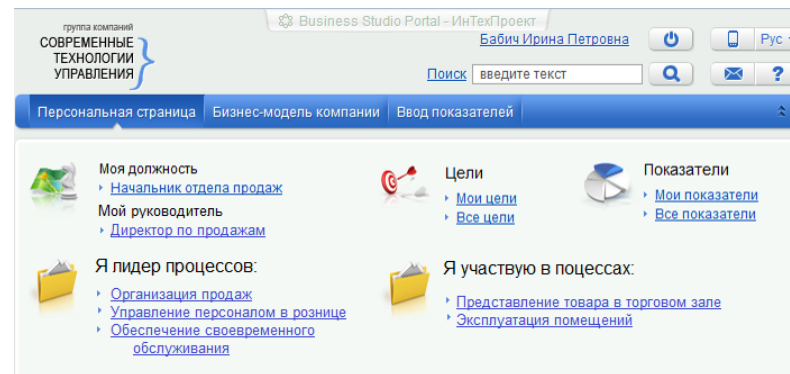 группа компаний
СОВРЕМЕННЫЕ
ТЕХНОЛОГИИ
УПРАВЛЕНИЯ
Business Studio Portal - ИнТехПроект
Бабич Ирина Петровна
Рус
Поиск введите текст
?
Персональная страница Бизнес-модель компании Ввод показателей
Моя должность
Начальник отдела продаж
Мой руководитель
Директор по продажам
Цели
Мои цели
Все цели
Показатели
Мои показатели
Все показатели
Я лидер процессов:
Организация продаж
Управление персоналом в рознице
Обеспечение своевременного
обслуживания
Я участвую в поцессах:
Представление товара в торговом зале
Эксплуатация помещений